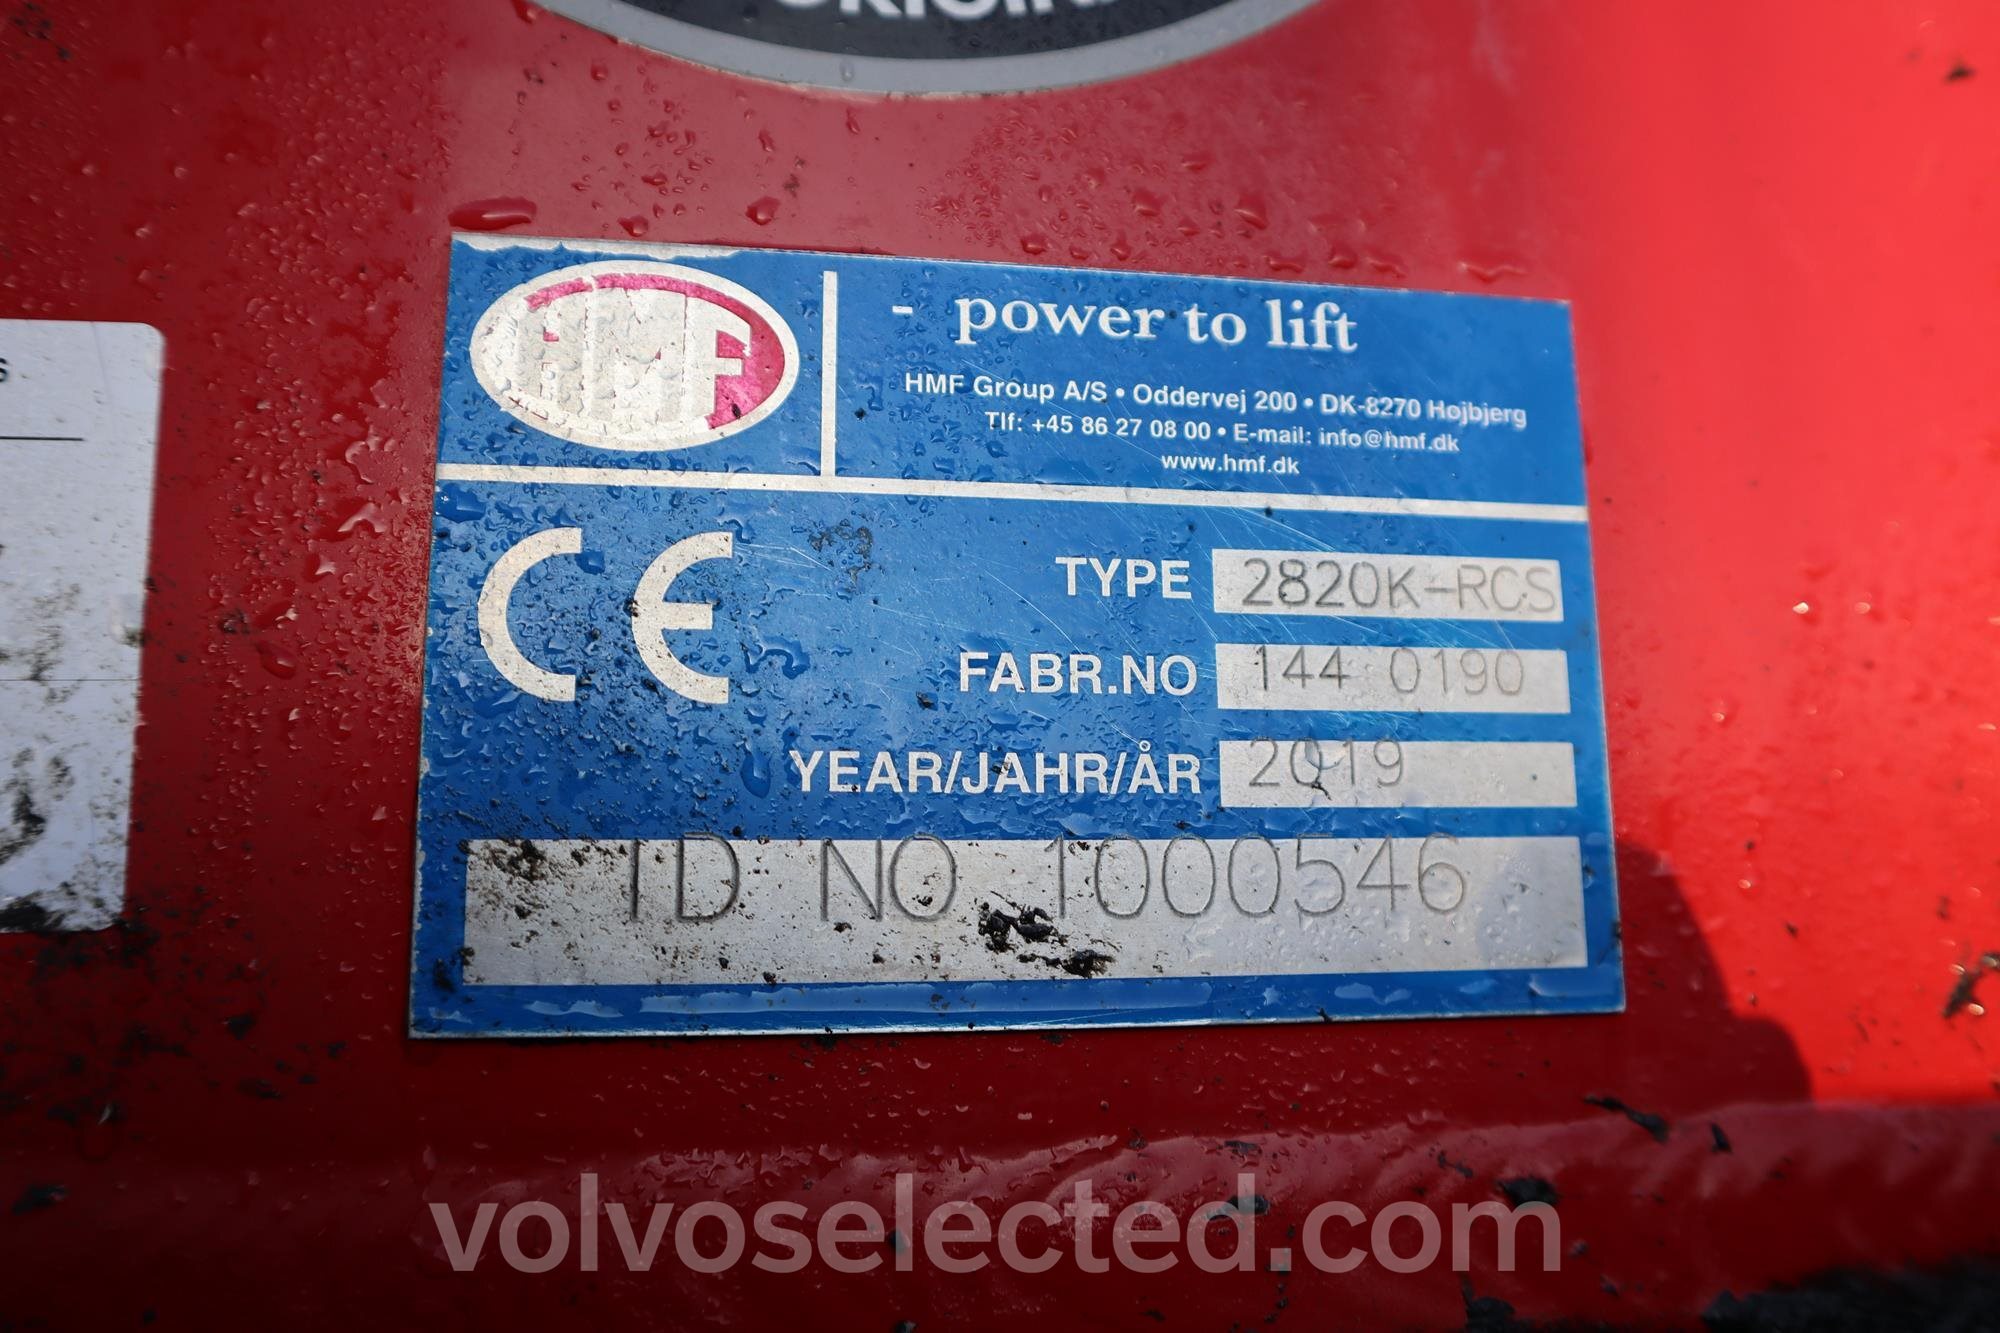 HMF
- power to lift
HMF Group A/S • Oddervej 200 • DK-8270 Hojbjerg
Tlf: +45 86 27 08 00 • E-mail: info@hmf.dk
www.hmf.dk
CE
TYPE 2820K-RCS
FABR.NO 144 0190
YEAR/JAHR/ÅR 2019
ID NO 1000546
volvoselected.com